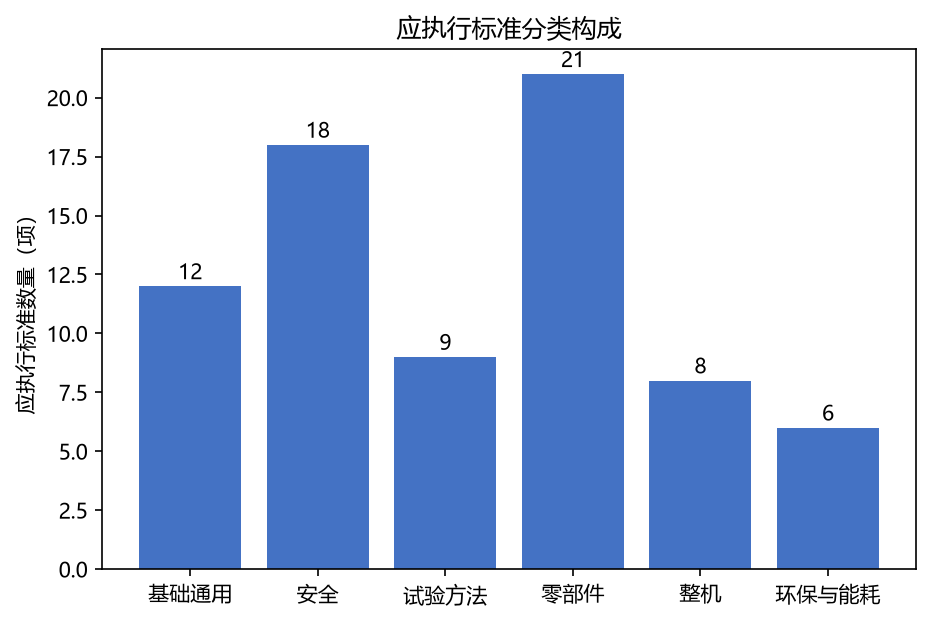 应执行标准分类构成
应执行标准数量（项）
20.0
17.5
15.0
12.5
10.0
7.5
5.0
2.5
0.0
12
18
9
21
8
6
基础通用
安全
试验方法
零部件
整机
环保与能耗